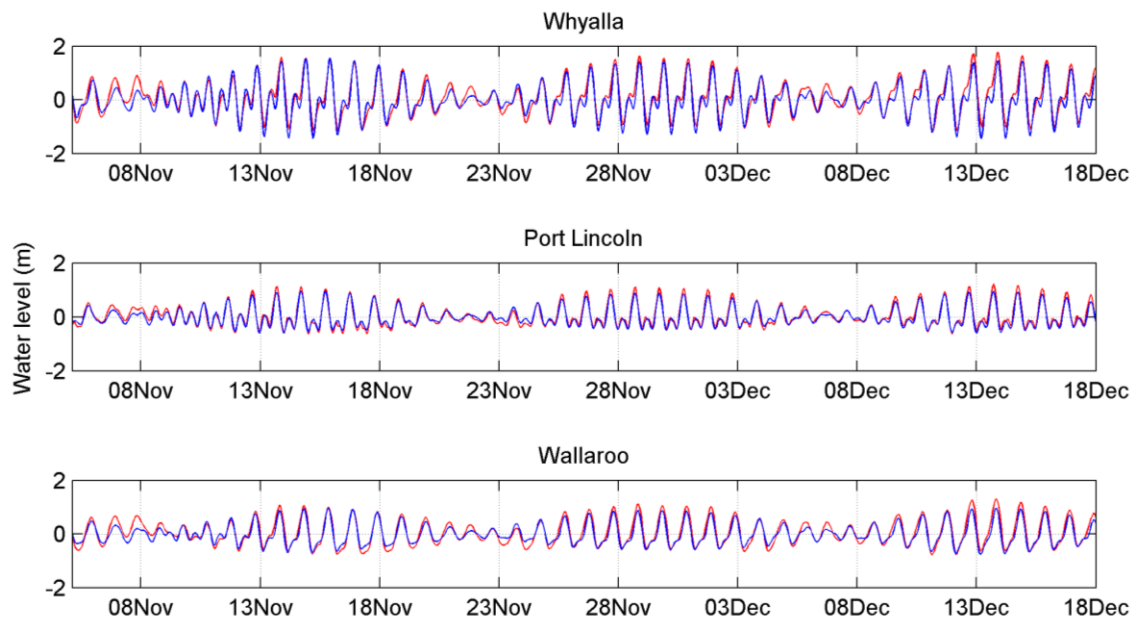 Whyalla
2
0
-2
08Nov 13Nov 18Nov 23Nov 28Nov 03Dec 08Dec 13Dec 18Dec
Port Lincoln
Water level (m)
2
0
-2
08Nov 13Nov 18Nov 23Nov 28Nov 03Dec 08Dec 13Dec 18Dec
Wallaroo
2
0
-2
08Nov 13Nov 18Nov 23Nov 28Nov 03Dec 08Dec 13Dec 18Dec